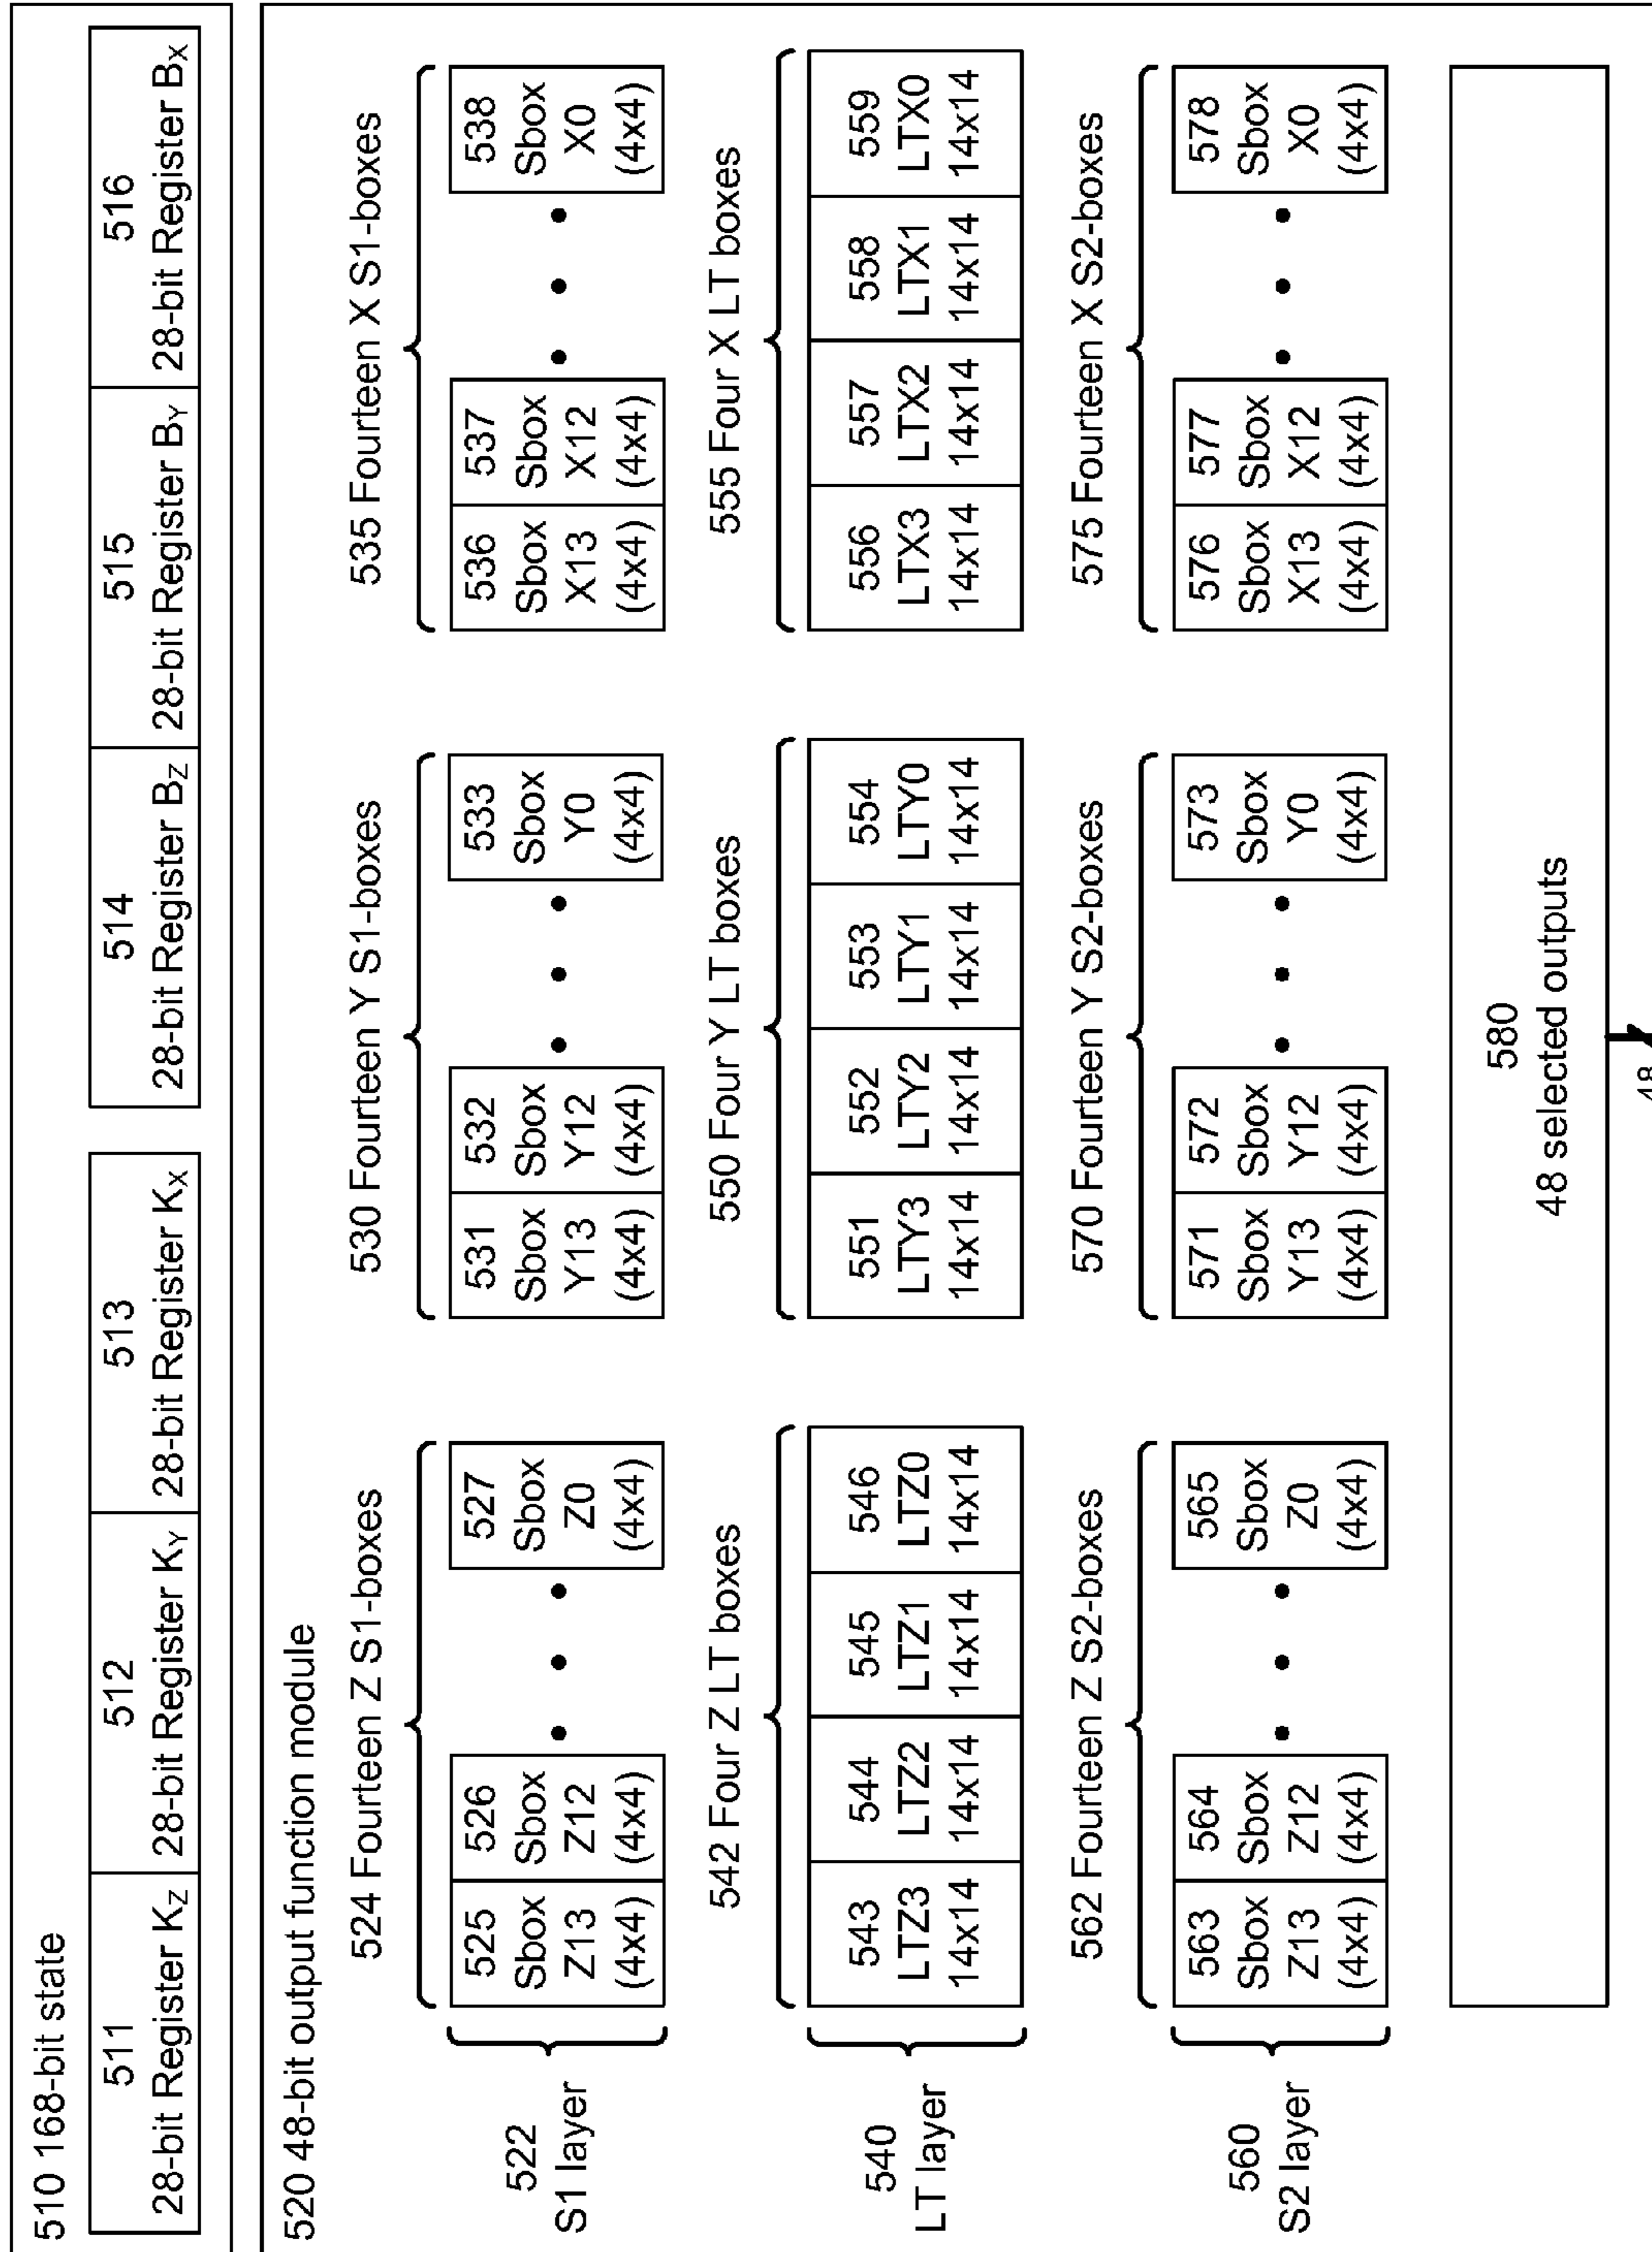 510 168-bit state
511
28-bit Register KZ
512
28-bit Register KY
513
28-bit Register KX
514
28-bit Register BZ
515
28-bit Register BY
516
28-bit Register BX
520 48-bit output function module
522
S1 layer
524 Fourteen Z S1-boxes
525
Sbox
Z13
(4x4)
526
Sbox
Z12
(4x4)
527
Sbox
Z0
(4x4)
530 Fourteen Y S1-boxes
531
Sbox
Y13
(4x4)
532
Sbox
Y12
(4x4)
533
Sbox
Y0
(4x4)
535 Fourteen X S1-boxes
536
Sbox
X13
(4x4)
537
Sbox
X12
(4x4)
538
Sbox
X0
(4x4)
540
LT layer
542 Four Z LT boxes
543
LTZ3
14x14
544
LTZ2
14x14
545
LTZ1
14x14
546
LTZ0
14x14
550 Four Y LT boxes
551
LTY3
14x14
552
LTY2
14x14
553
LTY1
14x14
554
LTY0
14x14
555 Four X LT boxes
556
LTX3
14x14
557
LTX2
14x14
558
LTX1
14x14
559
LTX0
14x14
560
S2 layer
562 Fourteen Z S2-boxes
563
Sbox
Z13
(4x4)
564
Sbox
Z12
(4x4)
565
Sbox
Z0
(4x4)
570 Fourteen Y S2-boxes
571
Sbox
Y13
(4x4)
572
Sbox
Y12
(4x4)
573
Sbox
Y0
(4x4)
575 Fourteen X S2-boxes
576
Sbox
X13
(4x4)
577
Sbox
X12
(4x4)
578
Sbox
X0
(4x4)
580
48 selected outputs
48